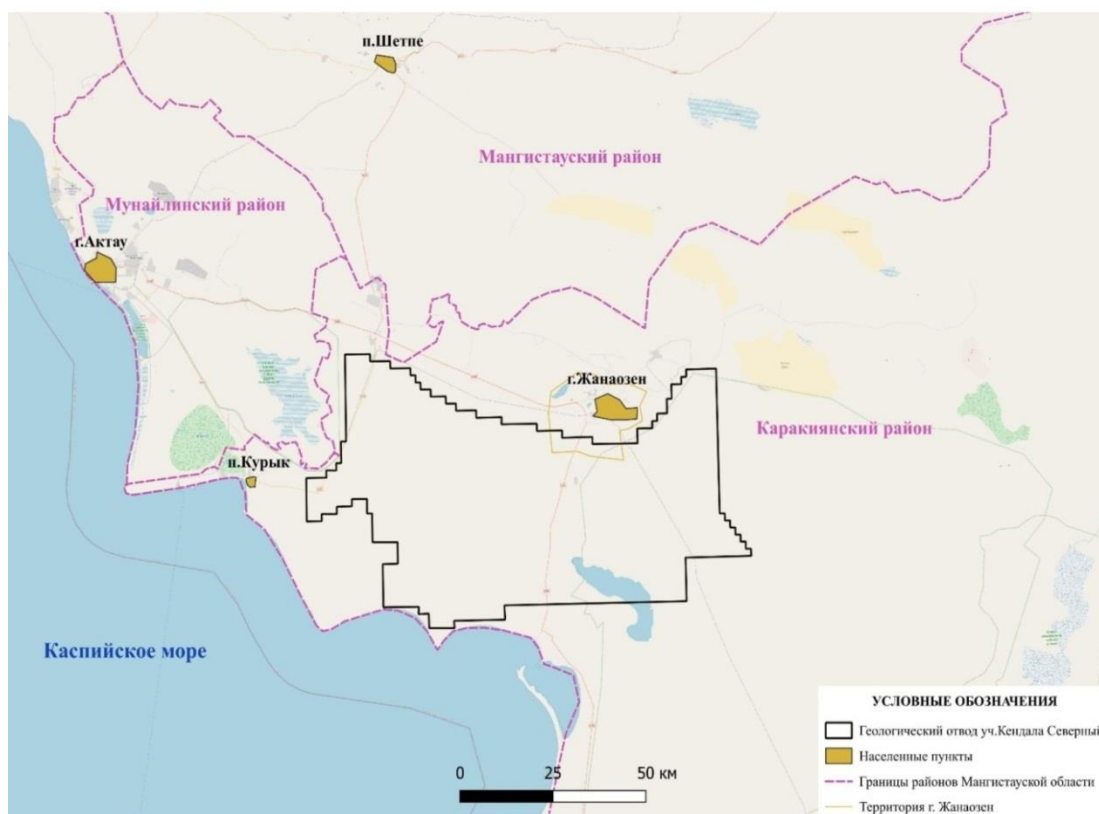 п.Шетпе
Мангистауский район
Мунайлинский район
г.Актау
г.Жанаозен
Каракиянский район
п.Курык
Каспийское море
УСЛОВНЫЕ ОБОЗНАЧЕНИЯ
Геологический отвод уч.Кендала Северный
Населенные пункты
Границы районов Мангистауской области
Территория г. Жанаозен
0 25 50 км